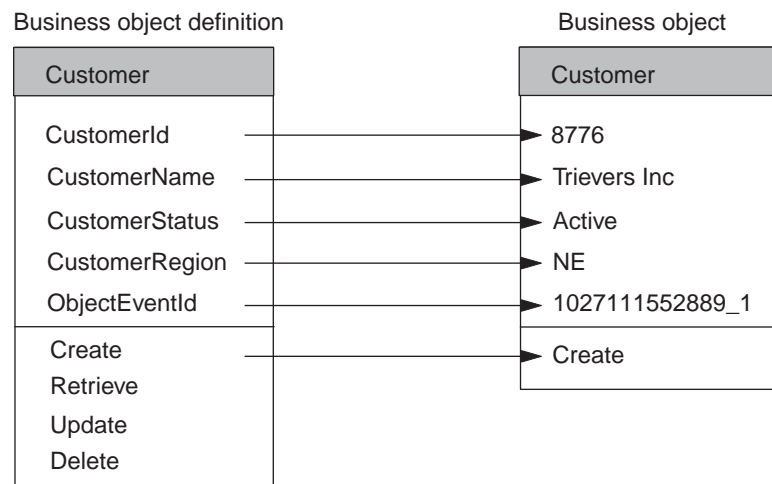 Business object definition
Business object
Customer
Customer
CustomerId
8776
CustomerName
Trievers Inc
CustomerStatus
Active
CustomerRegion
NE
ObjectEventId
1027111552889_1
Create
Create
Retrieve
Update
Delete